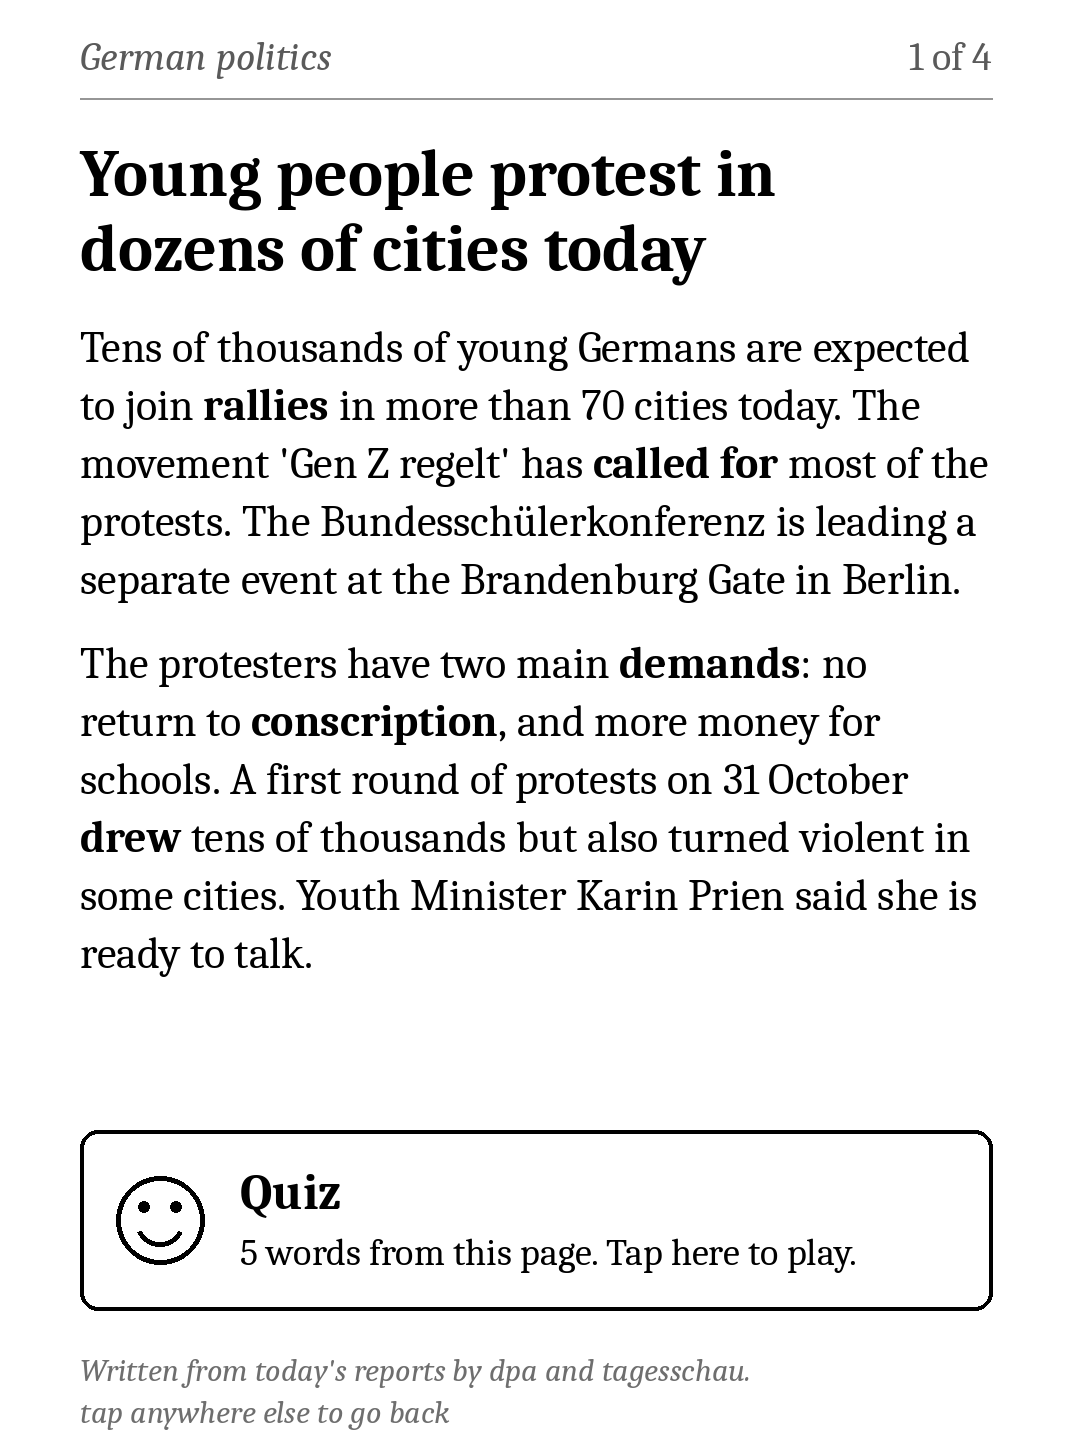 German politics
1 of 4
Young people protest in
dozens of cities today
Tens of thousands of young Germans are expected
to join rallies in more than 70 cities today. The
movement 'Gen Z regelt' has called for most of the
protests. The Bundesschülerkonferenz is leading a
separate event at the Brandenburg Gate in Berlin.
The protesters have two main demands: no
return to conscription, and more money for
schools. A first round of protests on 31 October
drew tens of thousands but also turned violent in
some cities. Youth Minister Karin Prien said she is
ready to talk.
Quiz
5 words from this page. Tap here to play.
Written from today's reports by dpa and tagesschau.
tap anywhere else to go back